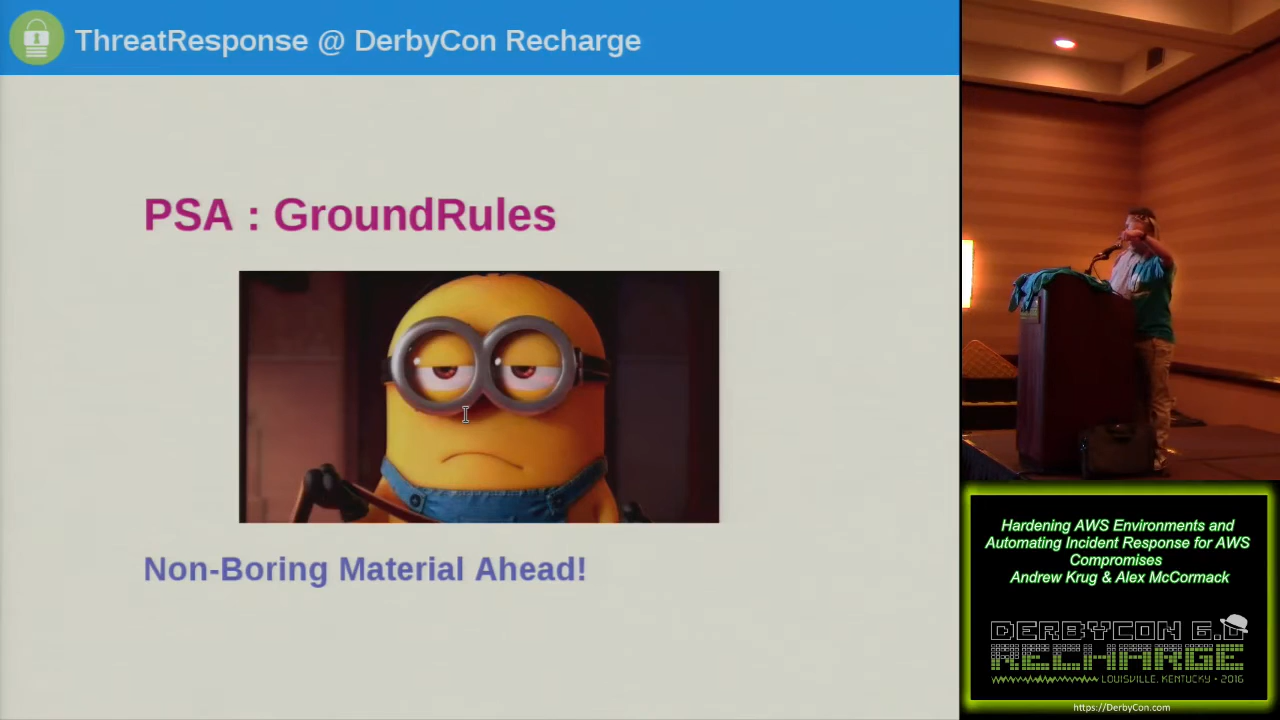 ThreatResponse @ DerbyCon Recharge
PSA : GroundRules
Non-Boring Material Ahead!
Hardening AWS Environments and
Automating Incident Response for AWS
Compromises
Andrew Krug & Alex McCormack
DERBYCON 6.0
RECHARGE
LOUISVILLE, KENTUCKY • 2016
https://DerbyCon.com